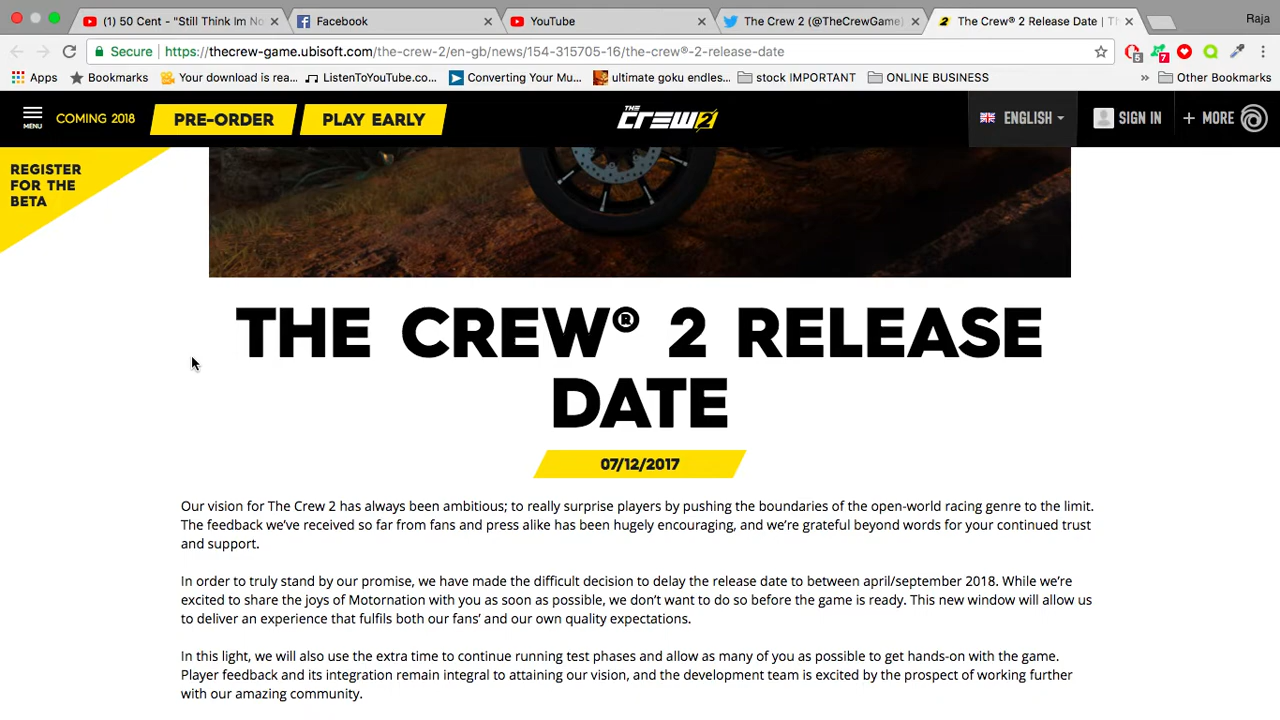 (1) 50 Cent - "Still Think Im No
Facebook
YouTube
The Crew 2 (@TheCrewGame)
The Crew® 2 Release Date | Th
Raja
Secure
https://thecrew-game.ubisoft.com/the-crew-2/en-gb/news/154-315705-16/the-crew®-2-release-date
5
7
Apps
Bookmarks
Your download is rea...
ListenToYouTube.co...
Converting Your Mu...
ultimate goku endles...
stock IMPORTANT
ONLINE BUSINESS
»
Other Bookmarks
MENU
COMING 2018
PRE-ORDER
PLAY EARLY
THE CREW 2
ENGLISH
SIGN IN
+ MORE
REGISTER
FOR THE
BETA
THE CREW® 2 RELEASE
DATE
07/12/2017
Our vision for The Crew 2 has always been ambitious; to really surprise players by pushing the boundaries of the open-world racing genre to the limit.
The feedback we've received so far from fans and press alike has been hugely encouraging, and we're grateful beyond words for your continued trust
and support.
In order to truly stand by our promise, we have made the difficult decision to delay the release date to between april/september 2018. While we're
excited to share the joys of Motornation with you as soon as possible, we don't want to do so before the game is ready. This new window will allow us
to deliver an experience that fulfils both our fans' and our own quality expectations.
In this light, we will also use the extra time to continue running test phases and allow as many of you as possible to get hands-on with the game.
Player feedback and its integration remain integral to attaining our vision, and the development team is excited by the prospect of working further
with our amazing community.